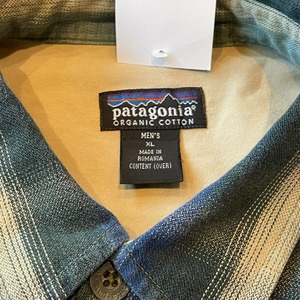 patagonia®
ORGANIC COTTON
MEN'S
XL
MADE IN
ROMANIA
CONTENT (OVER)